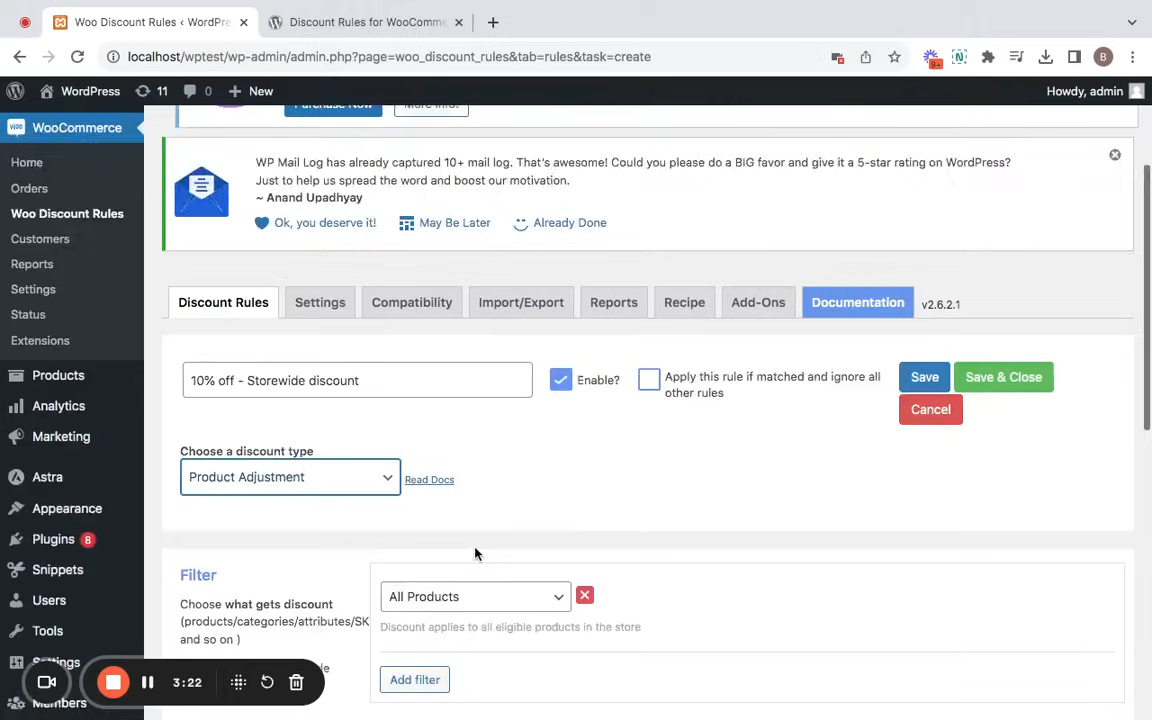 Woo Discount Rules ‹ WordPre
Discount Rules for WooComme
localhost/wptest/wp-admin/admin.php?page=woo_discount_rules&tab=rules&task=create
9+
B
WordPress
11
0
New
Howdy, admin
WooCommerce
Home
Orders
Woo Discount Rules
Customers
Reports
Settings
Status
Extensions
Products
Analytics
Marketing
Astra
Appearance
Plugins 8
Snippets
Users
Tools
Settings
Members
Purchase Now
More Info!
WP Mail Log has already captured 10+ mail log. That's awesome! Could you please do a BIG favor and give it a 5-star rating on WordPress?
Just to help us spread the word and boost our motivation.
~ Anand Upadhyay
Ok, you deserve it!
May Be Later
Already Done
Discount Rules
Settings
Compatibility
Import/Export
Reports
Recipe
Add-Ons
Documentation
v2.6.2.1
10% off - Storewide discount
Enable?
Apply this rule if matched and ignore all
other rules
Save
Save & Close
Cancel
Choose a discount type
Product Adjustment
Read Docs
Filter
Choose what gets discount
(products/categories/attributes/SK
and so on )
All Products
Discount applies to all eligible products in the store
Add filter
3:22